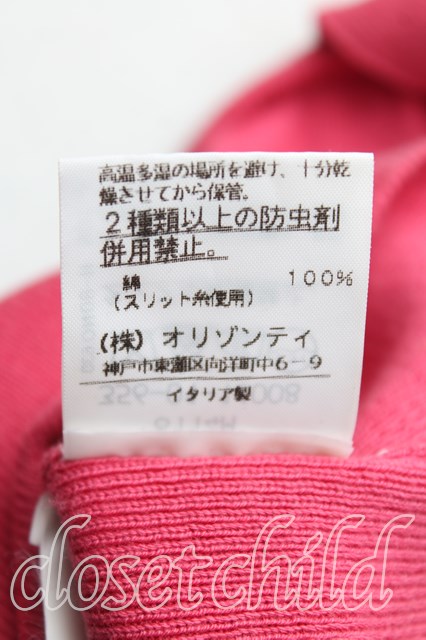 高温多湿の場所を避け、十分乾
燥させてから保管。
2種類以上の防虫剤
併用禁止。
綿 100%
(スリット糸使用)
(株) オリゾンティ
神戸市東灘区向洋町中6-9
イタリア製
closetchild